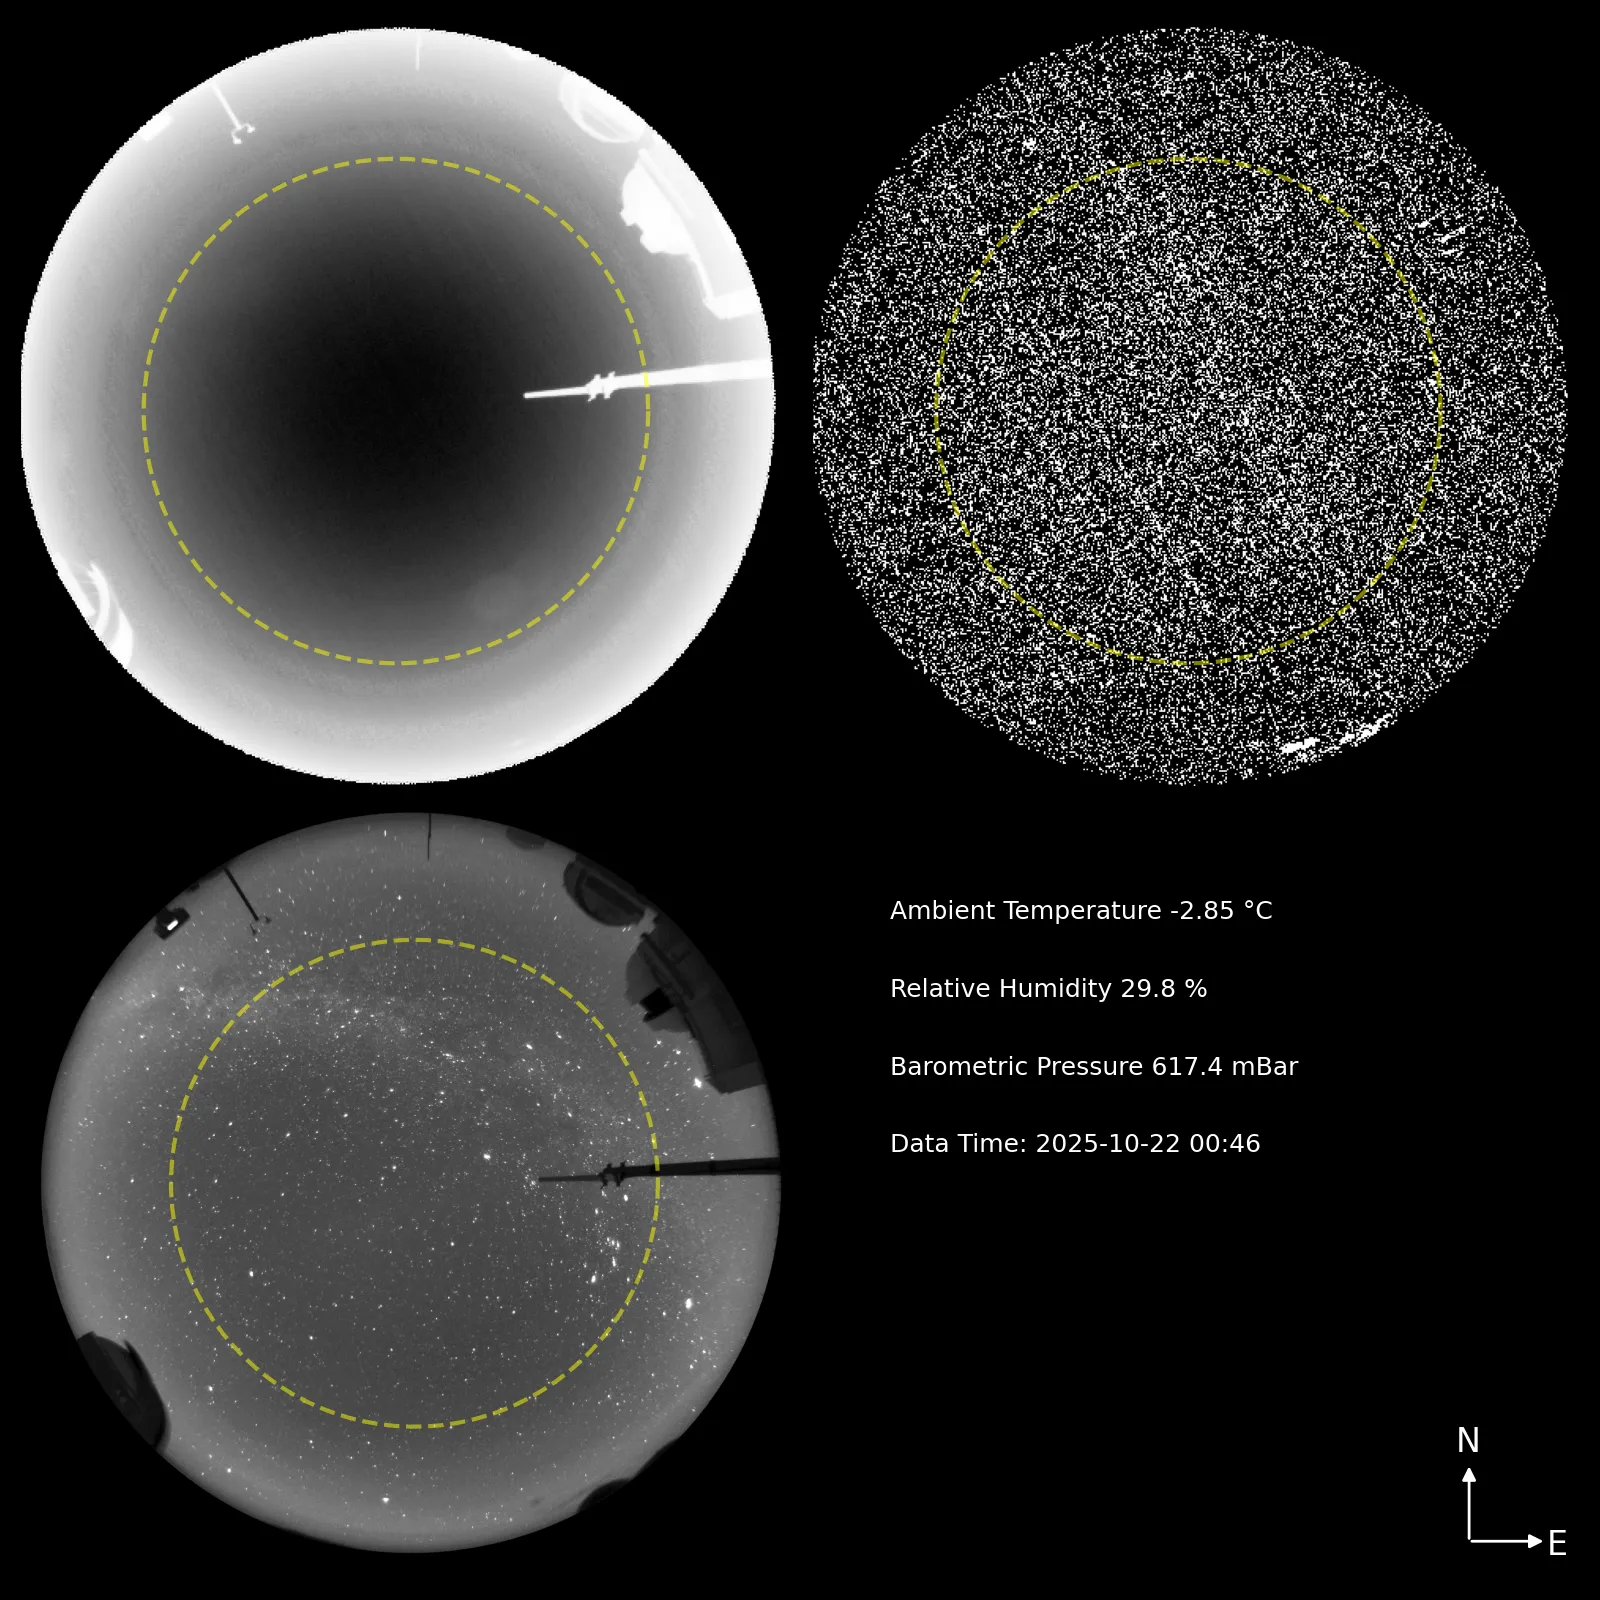 Ambient Temperature -2.85 °C
Relative Humidity 29.8 %
Barometric Pressure 617.4 mBar
Data Time: 2025-10-22 00:46
N
E